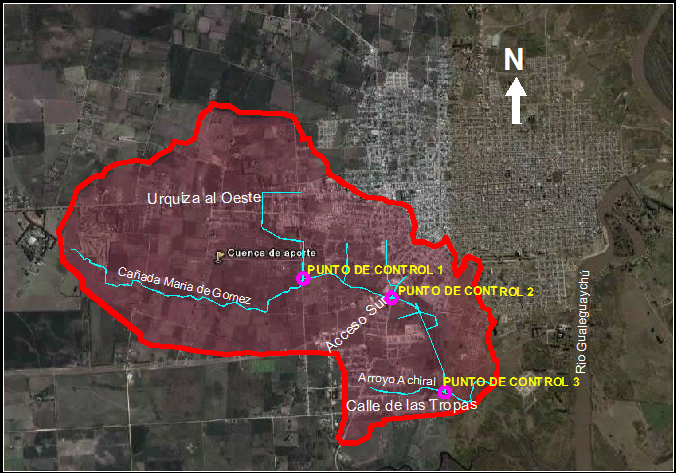 N
Urquiza al Oeste
Cuenca de aporte
Cañada Maria de Gomez
PUNTO DE CONTROL 1
PUNTO DE CONTROL 2
Acceso Sur
Rio Gualeguaychú
Arroyo Achiral
PUNTO DE CONTROL 3
Calle de las Tropas